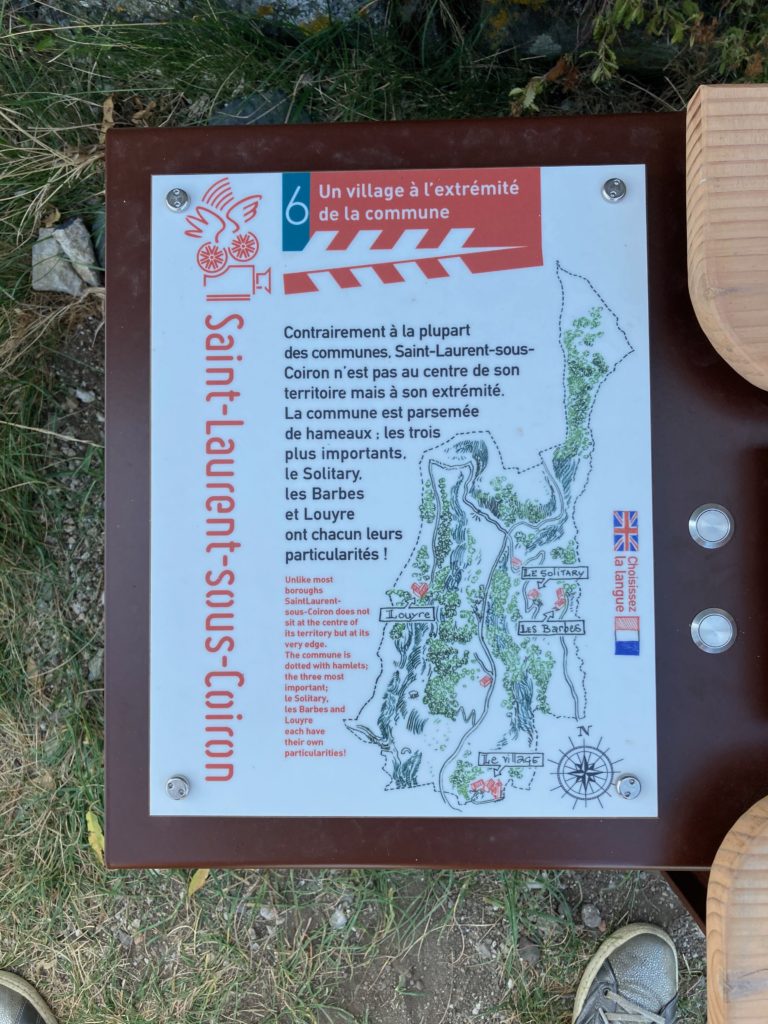 6
Un village à l'extrémité
de la commune
Saint-Laurent-sous-Coiron
Contrairement à la plupart
des communes, Saint-Laurent-sous-
Coiron n'est pas au centre de son
territoire mais à son extrémité.
La commune est parsemée
de hameaux ; les trois
plus importants,
le Solitary,
les Barbes
et Louyre
ont chacun leurs
particularités !
Unlike most
boroughs
SaintLaurent-
sous-Coiron does not
sit at the centre of
its territory but at its
very edge.
The commune is
dotted with hamlets;
the three most
important;
le Solitary,
les Barbes and
Louyre
each have
their own
particularities!
Le Solitary
Les Barbes
Louyre
Le village
N
Choisissez
la langue